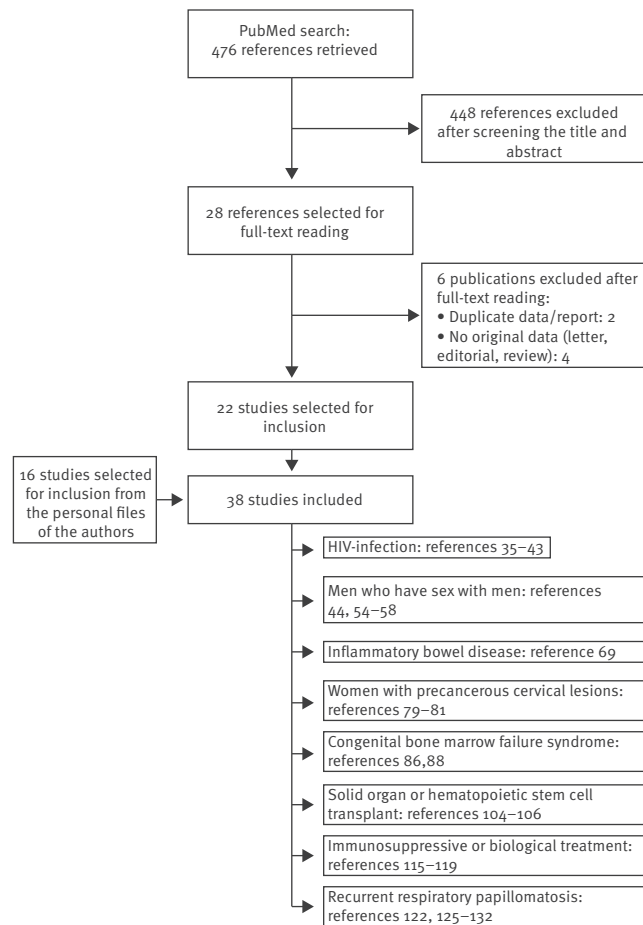 PubMed search:
476 references retrieved
448 references excluded
after screening the title and
abstract
28 references selected for
full-text reading
6 publications excluded after
full-text reading:
• Duplicate data/report: 2
• No original data (letter,
editorial, review): 4
22 studies selected for
inclusion
16 studies selected
for inclusion from
the personal files
of the authors
38 studies included
HIV-infection: references 35–43
Men who have sex with men: references
44, 54–58
Inflammatory bowel disease: reference 69
Women with precancerous cervical lesions:
references 79–81
Congenital bone marrow failure syndrome:
references 86,88
Solid organ or hematopoietic stem cell
transplant: references 104–106
Immunosuppressive or biological treatment:
references 115–119
Recurrent respiratory papillomatosis:
references 122, 125–132